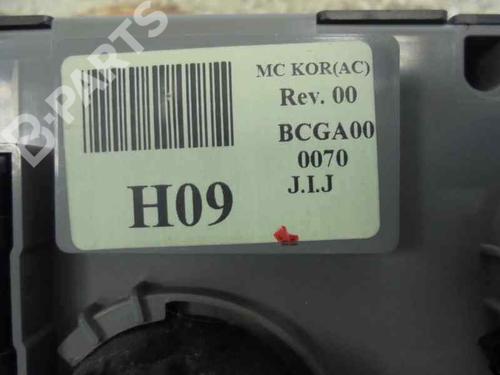 B-PARTS
MC KOR(AC)
Rev. 00
BCGA00
0070
J.I.J
H09